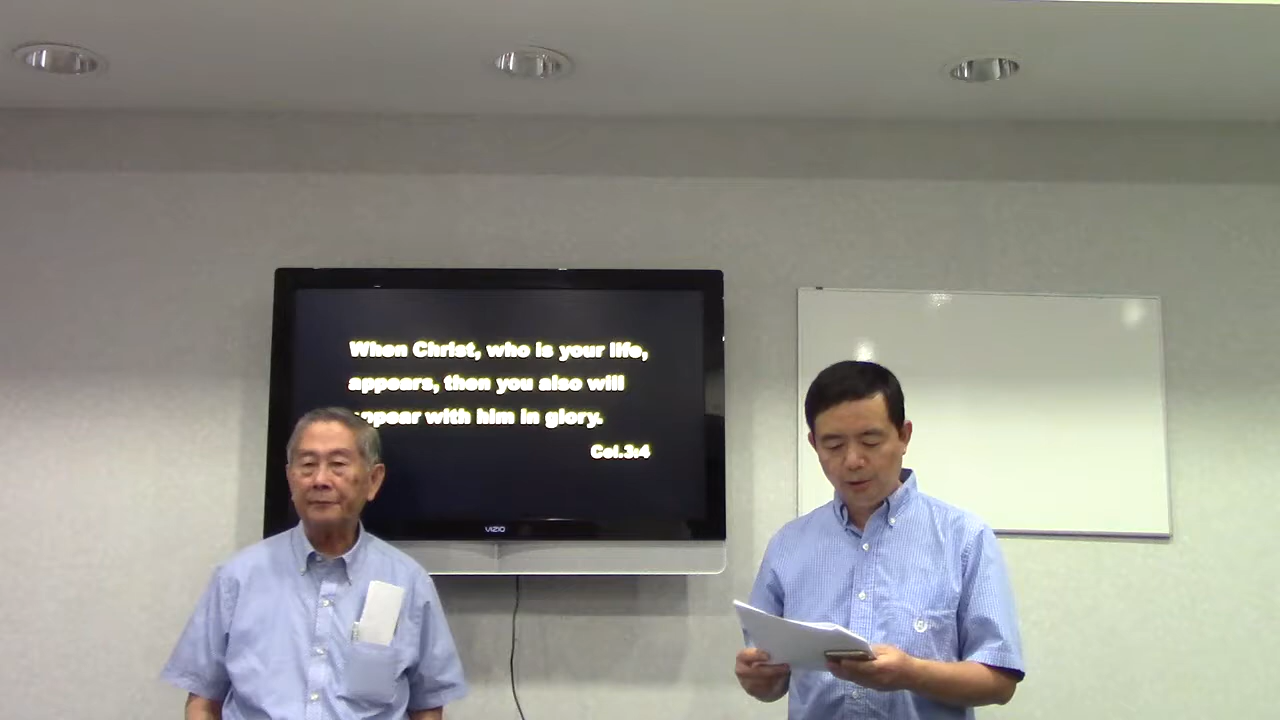 When Christ, who is your life,
appears, then you also will
appear with him in glory.
Col.3:4
VIZIO